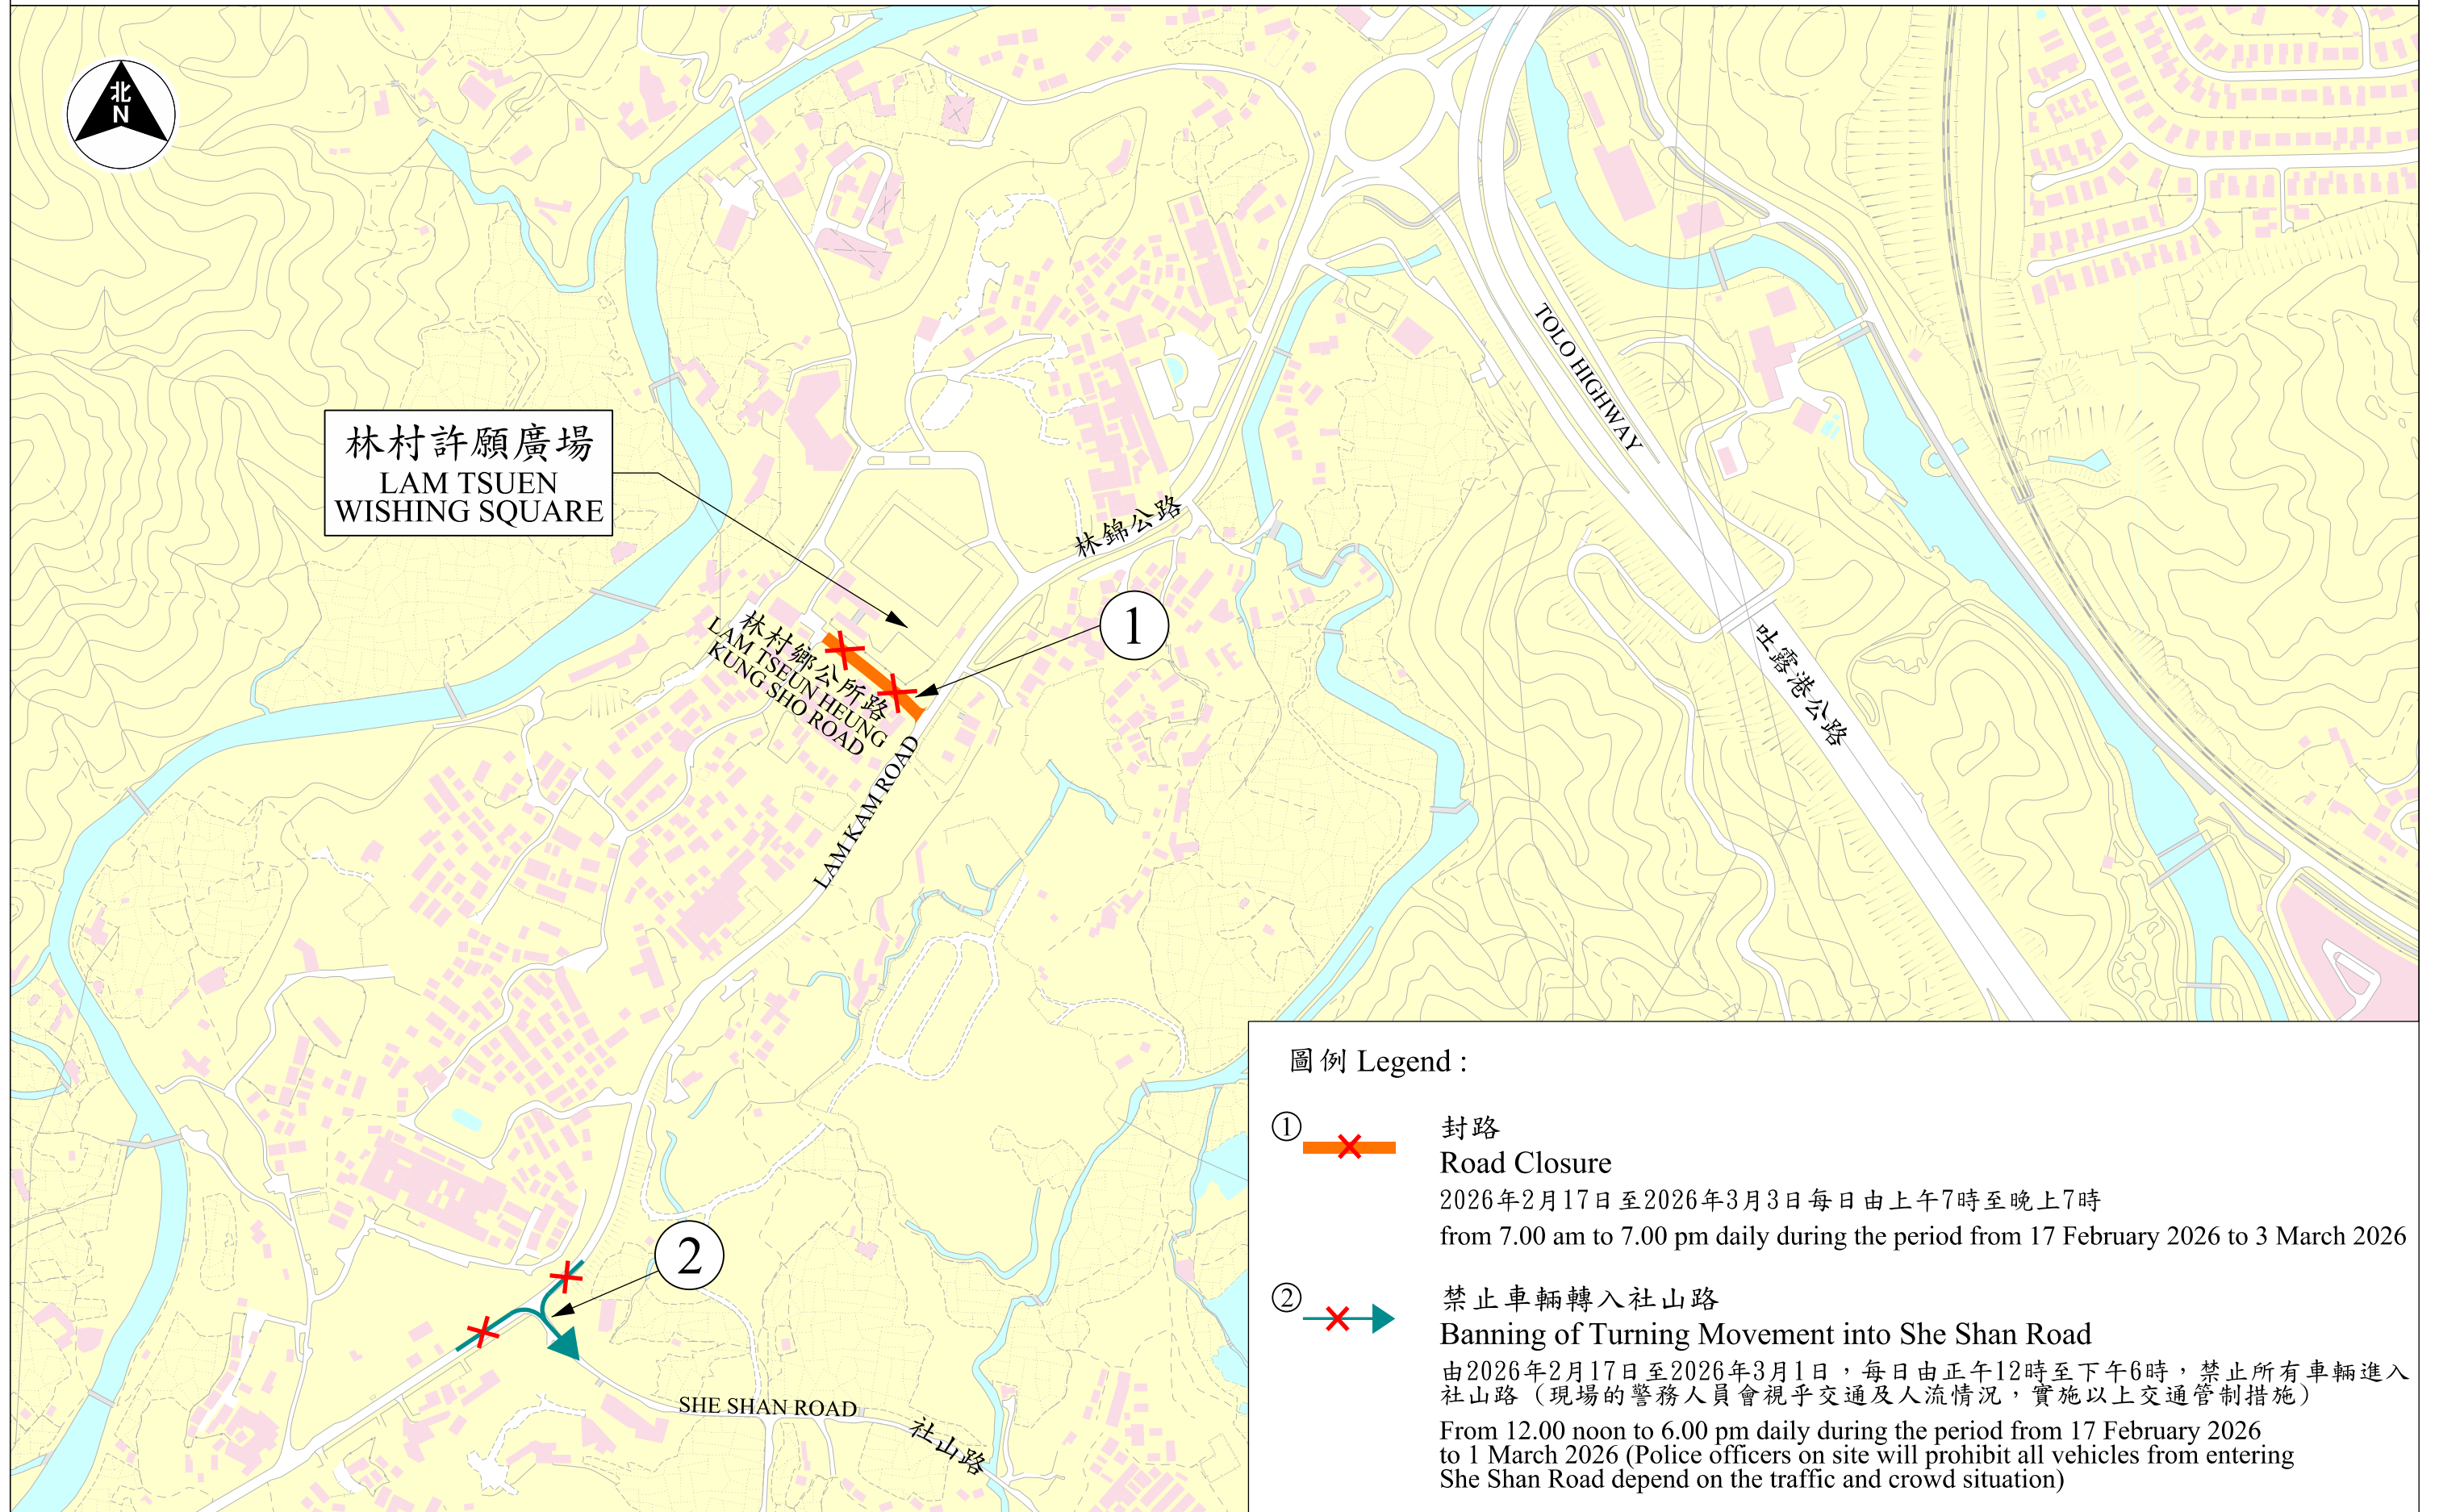 北
N
林村許願廣場
LAM TSUEN
WISHING SQUARE
TOLO HIGHWAY
林錦公路
1
林村鄉公所路
LAM TSEUN HEUNG
KUNG SHO ROAD
吐露港公路
LAM KAM ROAD
2
SHE SHAN ROAD
社山路
圖例 Legend :
1
封路
Road Closure
2026年2月17日至2026年3月3日每日由上午7時至晚上7時
from 7.00 am to 7.00 pm daily during the period from 17 February 2026 to 3 March 2026
2
禁止車輛轉入社山路
Banning of Turning Movement into She Shan Road
由2026年2月17日至2026年3月1日，每日由正午12時至下午6時，禁止所有車輛進入
社山路（現場的警務人員會視乎交通及人流情況，實施以上交通管制措施）
From 12.00 noon to 6.00 pm daily during the period from 17 February 2026
to 1 March 2026 (Police officers on site will prohibit all vehicles from entering
She Shan Road depend on the traffic and crowd situation)